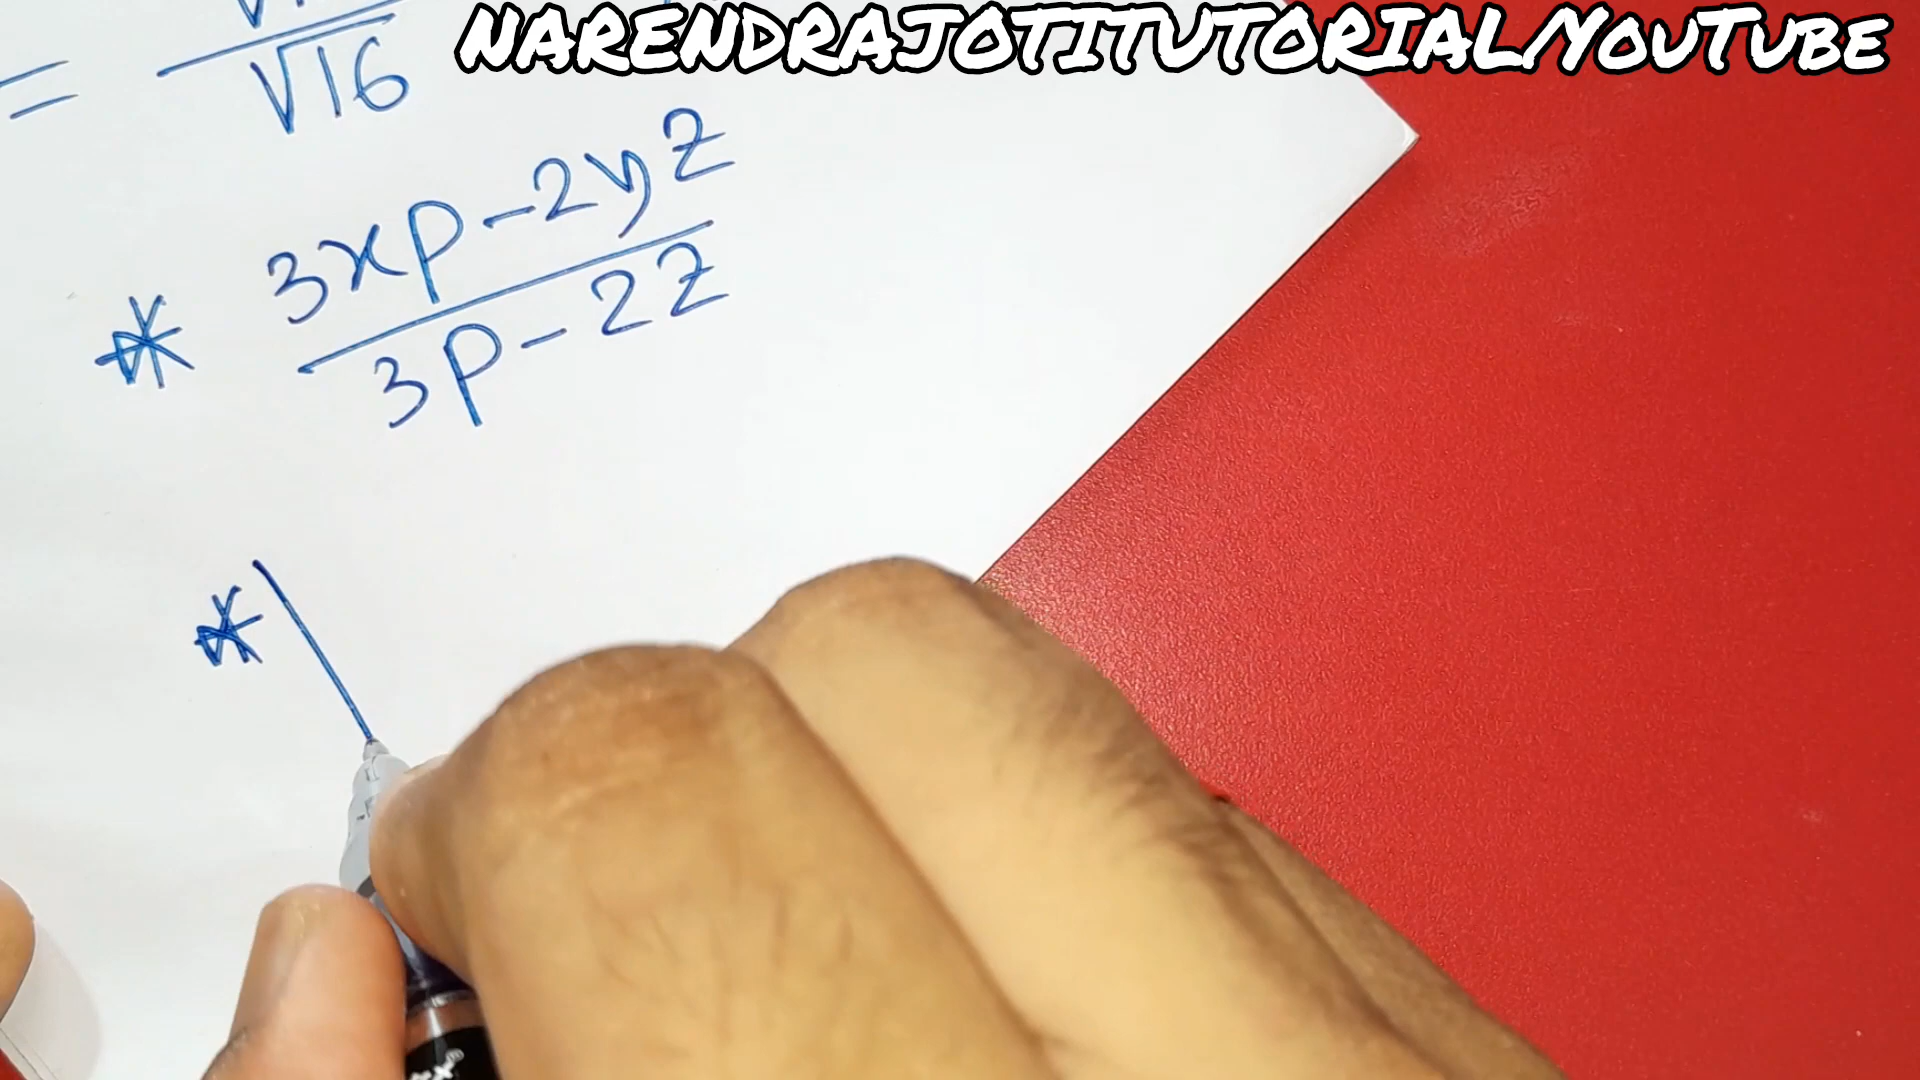 NARENDRAJOTITUTORIAL/YouTube
= √16
* 3xp-2yz
3p-2z
*